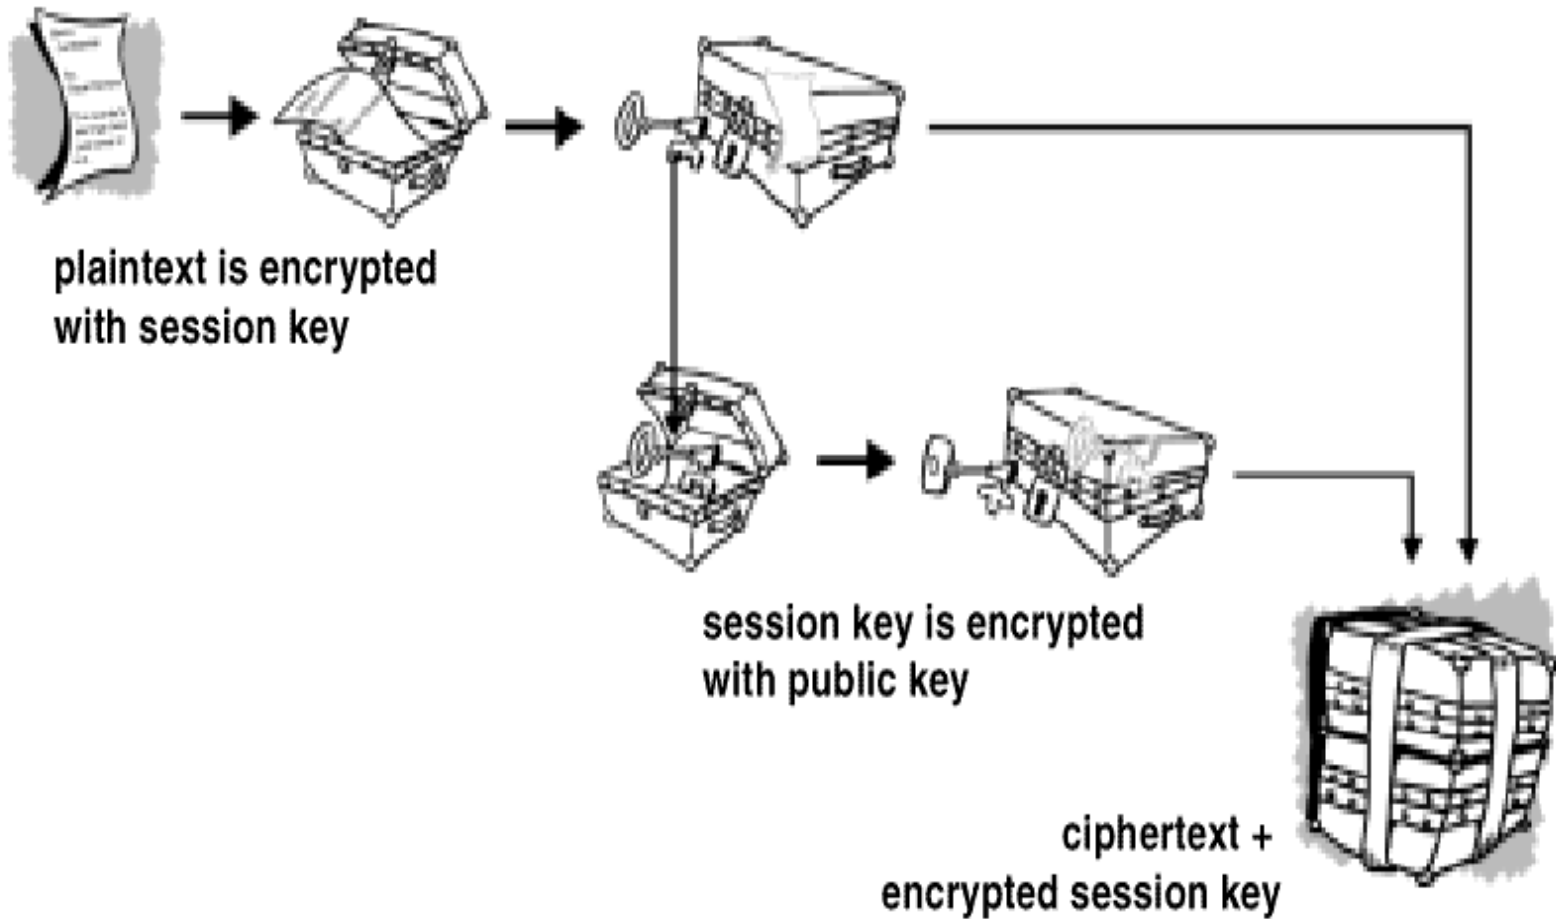 plaintext is encrypted
with session key
session key is encrypted
with public key
ciphertext +
encrypted session key